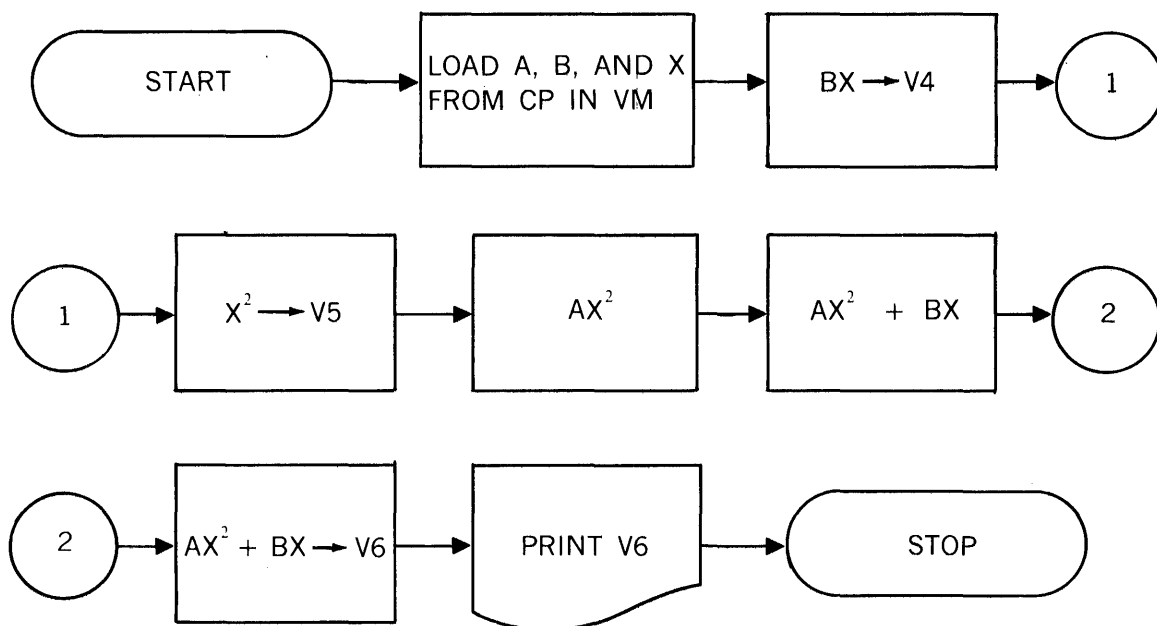 START
LOAD A, B, AND X
FROM CP IN VM
BX → V4
1
1
X² → V5
AX²
AX² + BX
2
2
AX² + BX → V6
PRINT V6
STOP